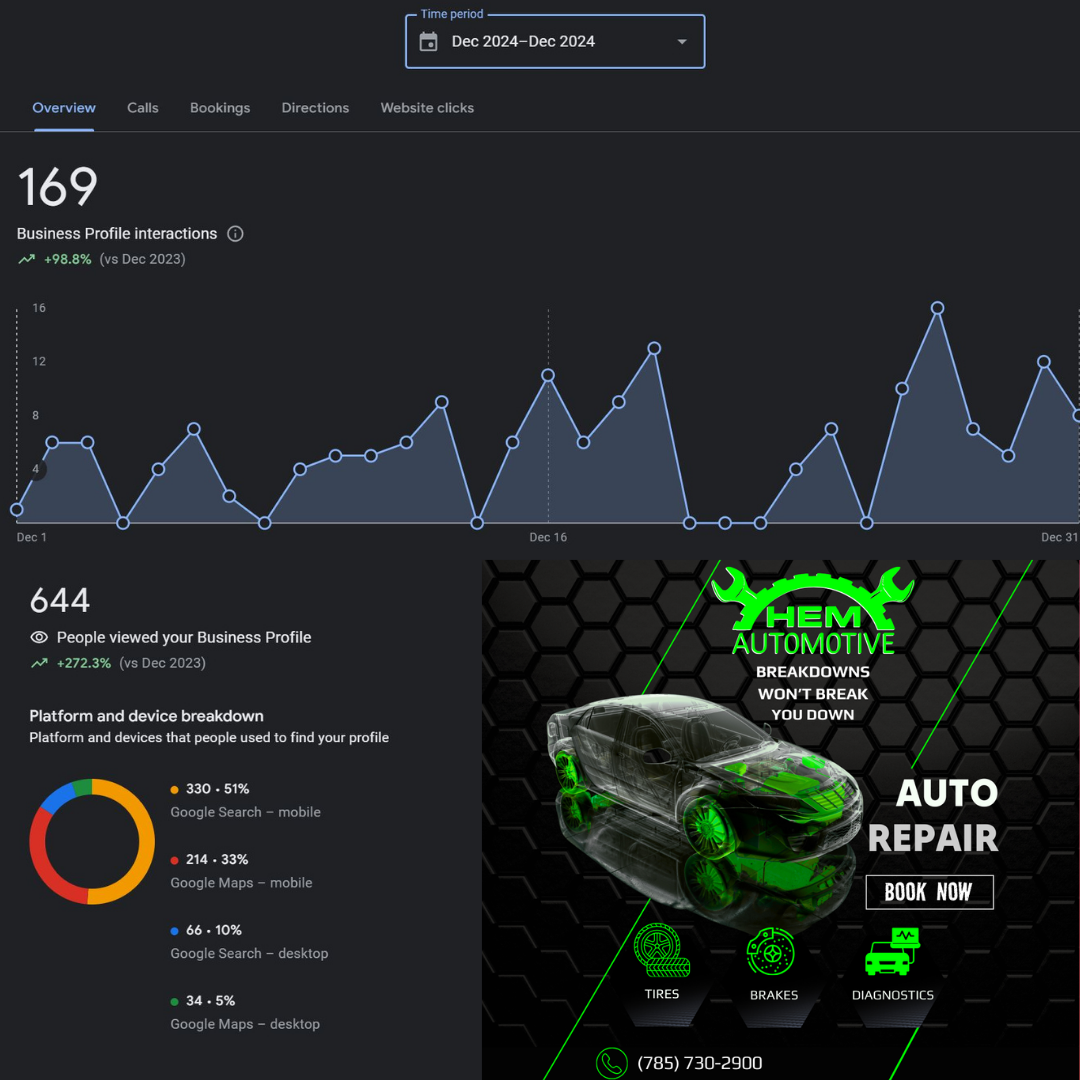 Time period
Dec 2024–Dec 2024
Overview Calls Bookings Directions Website clicks
169
Business Profile interactions
+98.8% (vs Dec 2023)
16
12
8
4
Dec 1 Dec 16 Dec 31
644
People viewed your Business Profile
+272.3% (vs Dec 2023)
Platform and device breakdown
Platform and devices that people used to find your profile
330 • 51%
Google Search – mobile
214 • 33%
Google Maps – mobile
66 • 10%
Google Search – desktop
34 • 5%
Google Maps – desktop
HEM
AUTOMOTIVE
BREAKDOWNS
WON'T BREAK
YOU DOWN
AUTO
REPAIR
BOOK NOW
TIRES BRAKES DIAGNOSTICS
(785) 730-2900